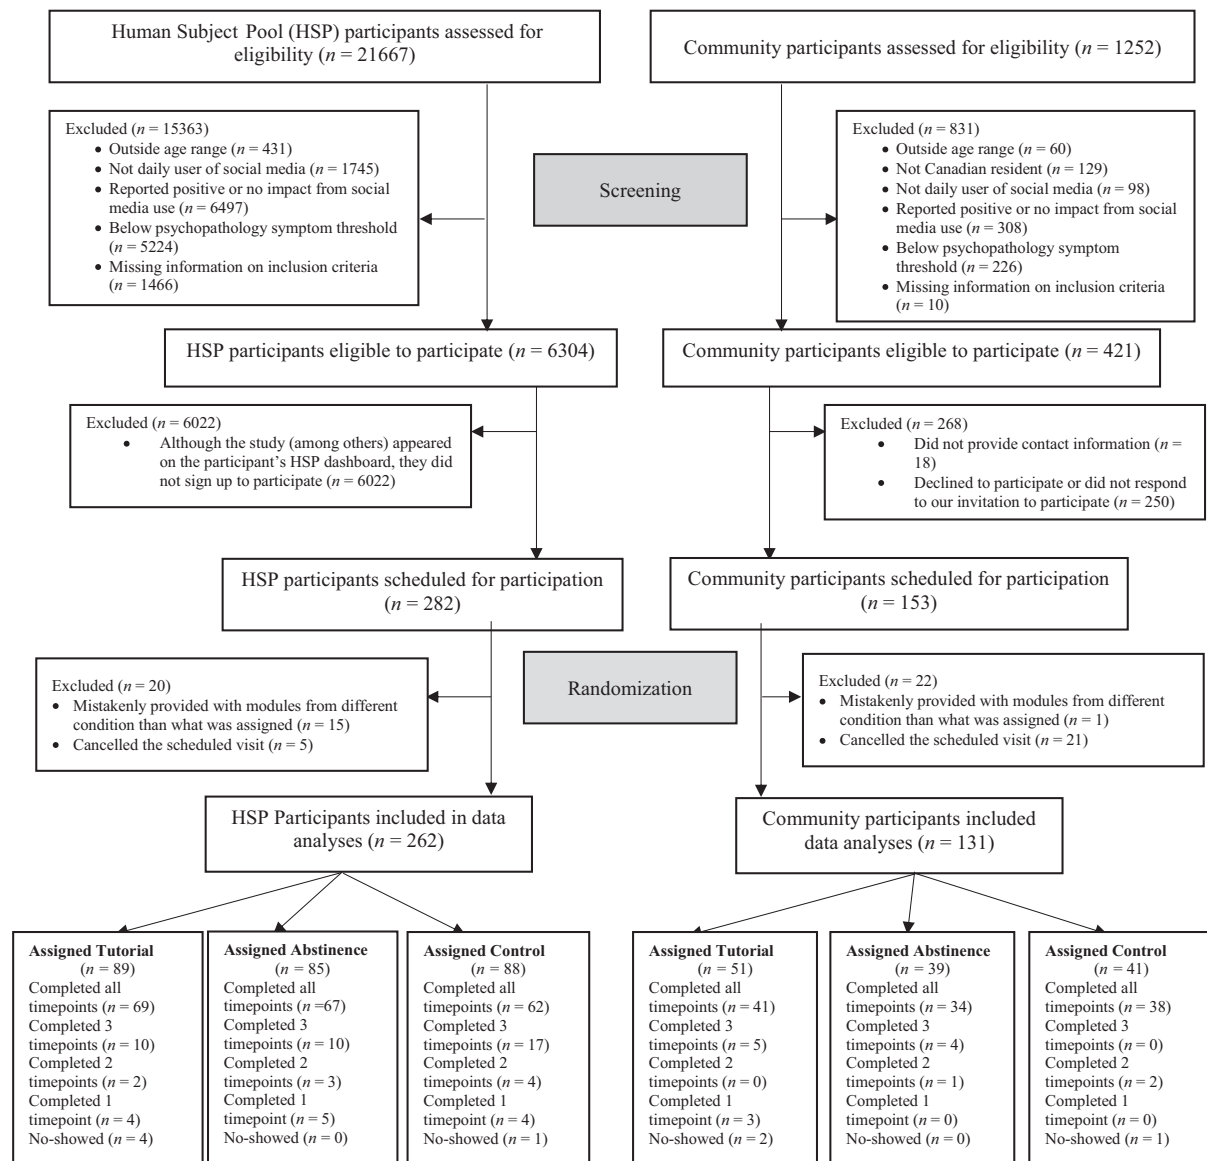 Human Subject Pool (HSP) participants assessed for
eligibility (n = 21667)
Community participants assessed for eligibility (n = 1252)
Excluded (n = 15363)
• Outside age range (n = 431)
• Not daily user of social media (n = 1745)
• Reported positive or no impact from social
media use (n = 6497)
• Below psychopathology symptom threshold
(n = 5224)
• Missing information on inclusion criteria
(n = 1466)
Screening
Excluded (n = 831)
• Outside age range (n = 60)
• Not Canadian resident (n = 129)
• Not daily user of social media (n = 98)
• Reported positive or no impact from social
media use (n = 308)
• Below psychopathology symptom
threshold (n = 226)
• Missing information on inclusion criteria
(n = 10)
HSP participants eligible to participate (n = 6304)
Community participants eligible to participate (n = 421)
Excluded (n = 6022)
• Although the study (among others) appeared
on the participant's HSP dashboard, they did
not sign up to participate (n = 6022)
Excluded (n = 268)
• Did not provide contact information (n =
18)
• Declined to participate or did not respond
to our invitation to participate (n = 250)
HSP participants scheduled for participation
(n = 282)
Community participants scheduled for participation
(n = 153)
Excluded (n = 20)
• Mistakenly provided with modules from different
condition than what was assigned (n = 15)
• Cancelled the scheduled visit (n = 5)
Randomization
Excluded (n = 22)
• Mistakenly provided with modules from different
condition than what was assigned (n = 1)
• Cancelled the scheduled visit (n = 21)
HSP Participants included in data
analyses (n = 262)
Community participants included
data analyses (n = 131)
Assigned Tutorial
(n = 89)
Completed all
timepoints (n = 69)
Completed 3
timepoints (n = 10)
Completed 2
timepoints (n = 2)
Completed 1
timepoint (n = 4)
No-showed (n = 4)
Assigned Abstinence
(n = 85)
Completed all
timepoints (n =67)
Completed 3
timepoints (n = 10)
Completed 2
timepoints (n = 3)
Completed 1
timepoint (n = 5)
No-showed (n = 0)
Assigned Control
(n = 88)
Completed all
timepoints (n = 62)
Completed 3
timepoints (n = 17)
Completed 2
timepoints (n = 4)
Completed 1
timepoint (n = 4)
No-showed (n = 1)
Assigned Tutorial
(n = 51)
Completed all
timepoints (n = 41)
Completed 3
timepoints (n = 5)
Completed 2
timepoints (n = 0)
Completed 1
timepoint (n = 3)
No-showed (n = 2)
Assigned Abstinence
(n = 39)
Completed all
timepoints (n = 34)
Completed 3
timepoints (n = 4)
Completed 2
timepoints (n = 1)
Completed 1
timepoint (n = 0)
No-showed (n = 0)
Assigned Control
(n = 41)
Completed all
timepoints (n = 38)
Completed 3
timepoints (n = 0)
Completed 2
timepoints (n = 2)
Completed 1
timepoint (n = 0)
No-showed (n = 1)